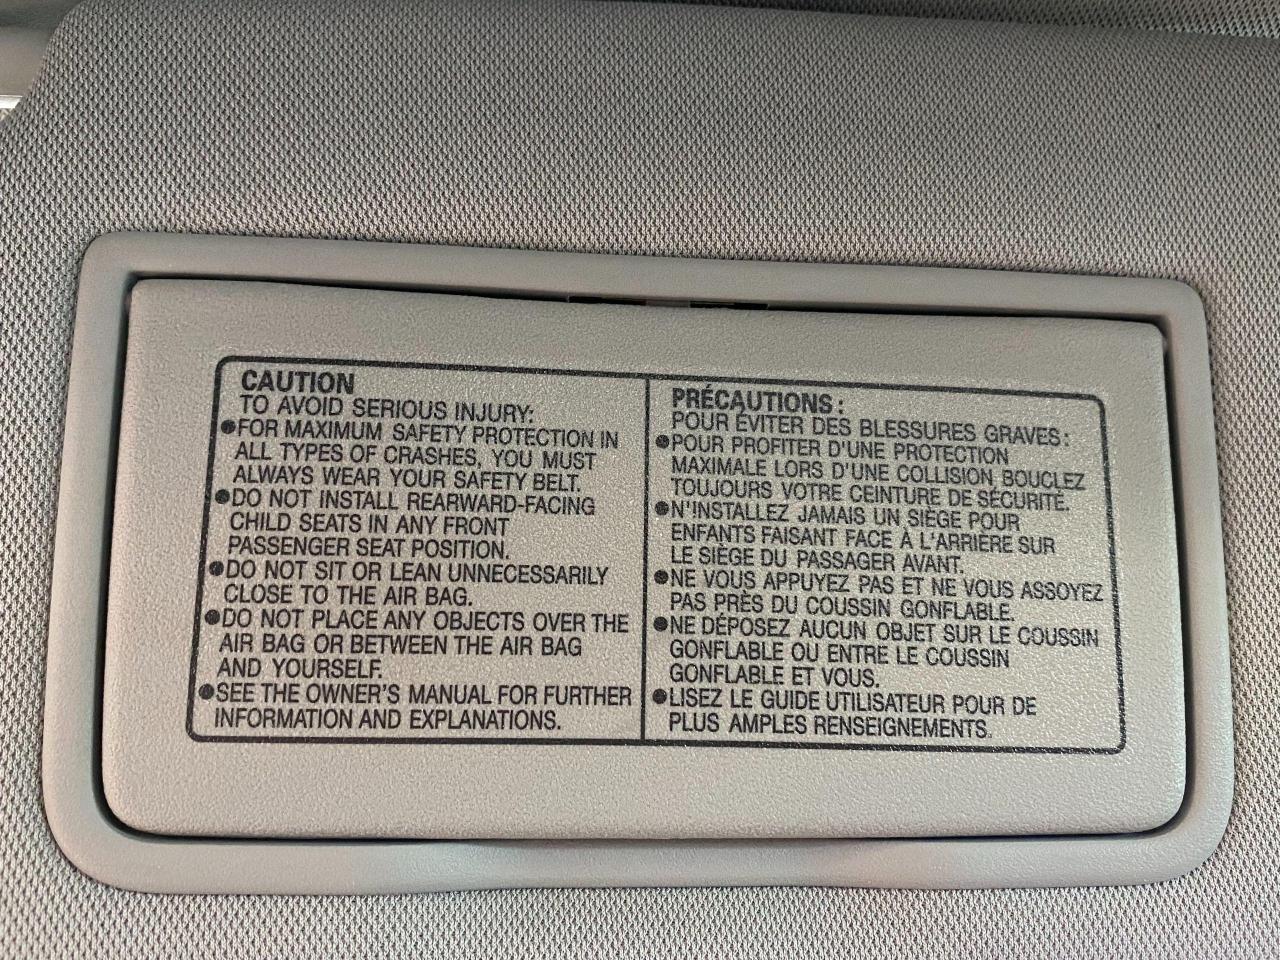 CAUTION
TO AVOID SERIOUS INJURY:
●FOR MAXIMUM SAFETY PROTECTION IN
ALL TYPES OF CRASHES, YOU MUST
ALWAYS WEAR YOUR SAFETY BELT.
●DO NOT INSTALL REARWARD-FACING
CHILD SEATS IN ANY FRONT
PASSENGER SEAT POSITION.
●DO NOT SIT OR LEAN UNNECESSARILY
CLOSE TO THE AIR BAG.
●DO NOT PLACE ANY OBJECTS OVER THE
AIR BAG OR BETWEEN THE AIR BAG
AND YOURSELF.
●SEE THE OWNER'S MANUAL FOR FURTHER
INFORMATION AND EXPLANATIONS.
PRÉCAUTIONS :
POUR ÉVITER DES BLESSURES GRAVES :
●POUR PROFITER D'UNE PROTECTION
MAXIMALE LORS D'UNE COLLISION BOUCLEZ
TOUJOURS VOTRE CEINTURE DE SÉCURITÉ.
●N'INSTALLEZ JAMAIS UN SIÈGE POUR
ENFANTS FAISANT FACE À L'ARRIÈRE SUR
LE SIÈGE DU PASSAGER AVANT.
●NE VOUS APPUYEZ PAS ET NE VOUS ASSOYEZ
PAS PRÈS DU COUSSIN GONFLABLE.
●NE DÉPOSEZ AUCUN OBJET SUR LE COUSSIN
GONFLABLE OU ENTRE LE COUSSIN
GONFLABLE ET VOUS.
●LISEZ LE GUIDE UTILISATEUR POUR DE
PLUS AMPLES RENSEIGNEMENTS.